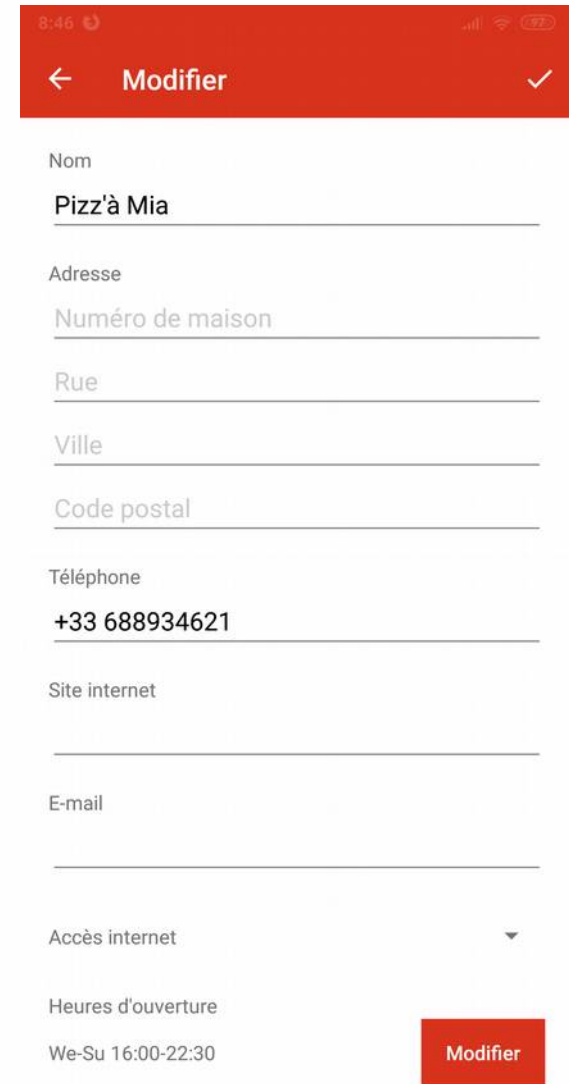 8:46
97
Modifier
Nom
Pizz'à Mia
Adresse
Numéro de maison
Rue
Ville
Code postal
Téléphone
+33 688934621
Site internet
E-mail
Accès internet
Heures d'ouverture
We-Su 16:00-22:30
Modifier